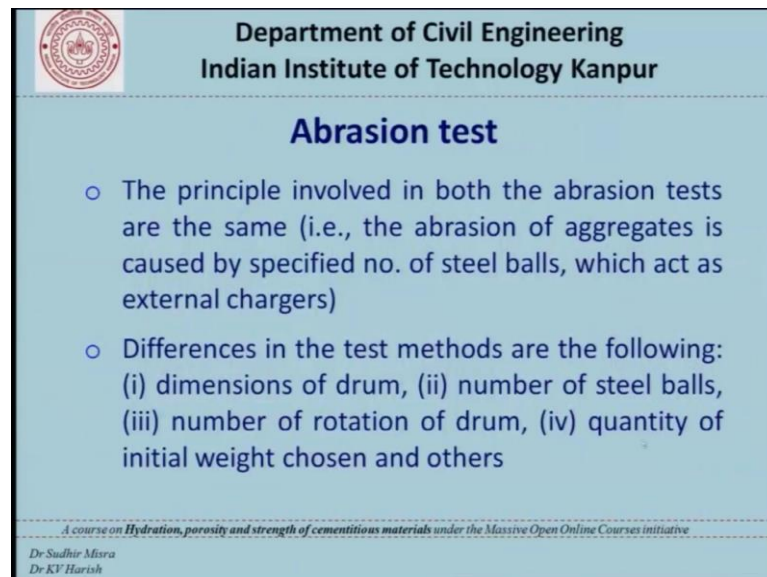 Department of Civil Engineering
Indian Institute of Technology Kanpur
Abrasion test
o The principle involved in both the abrasion tests
are the same (i.e., the abrasion of aggregates is
caused by specified no. of steel balls, which act as
external chargers)
o Differences in the test methods are the following:
(i) dimensions of drum, (ii) number of steel balls,
(iii) number of rotation of drum, (iv) quantity of
initial weight chosen and others
A course on Hydration, porosity and strength of cementitious materials under the Massive Open Online Courses initiative
Dr Sudhir Misra
Dr KV Harish